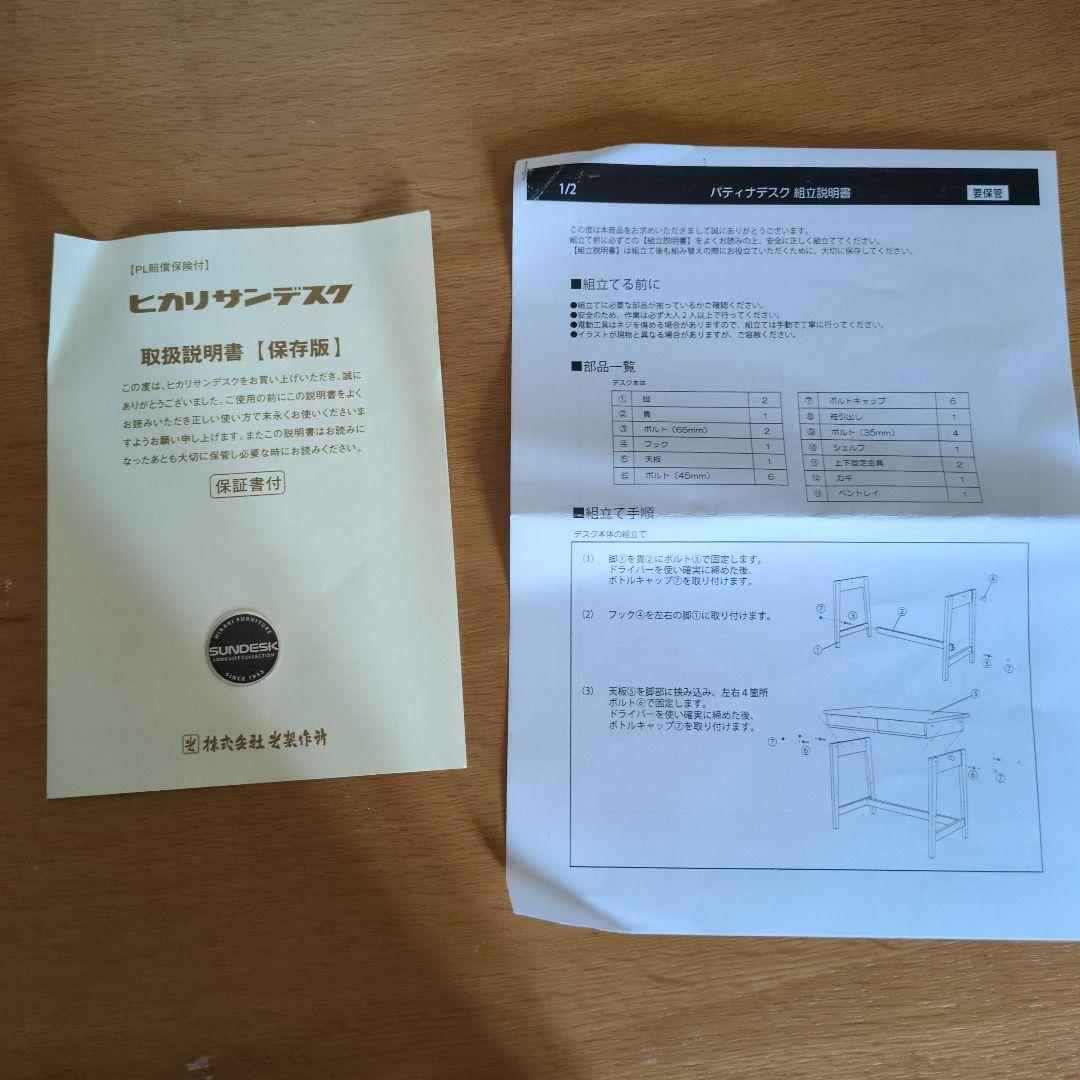 【PL賠償保険付】
ヒカリサンデスク
取扱説明書【保存版】
この度は、ヒカリサンデスクをお買い上げいただき、誠に
ありがとうございました。ご使用の前にこの説明書をよく
お読みいただき正しい使い方で末永くお使いくださいま
すようお願い申し上げます。またこの説明書はお読みに
なったあとも大切に保管し必要な時にお読みください。
保証書付
HIKARI FURNITURE
SUNDESK
LONG LIFE COLLECTION
SINCE 1955
光 株式会社 光製作所
1/2
パティナデスク 組立説明書
要保管
この度は本商品をお求めいただきまして誠にありがとうございます。
組立て前に必ずこの【組立説明書】をよくお読みの上、安全に正しく組立ててください。
【組立説明書】は組立て後も組み替えの際にお役立ていただくために、大切に保存してください。
■組立てる前に
●組立てに必要な部品が揃っているかご確認ください。
●安全のため、作業は必ず大人2人以上で行ってください。
●電動工具はネジを傷める場合がありますので、組立ては手動で丁寧に行ってください。
●イラストが現物と異なる場合がありますが、ご容赦ください。
■部品一覧
デスク本体
① 脚 2
② 貫 1
③ ボルト（65mm） 2
④ フック 1
⑤ 天板 1
ボルト（45mm） 6
⑦ ボルトキャップ 6
⑧ 袖引出し 1
⑨ ボルト（35mm） 4
⑩ シェルフ 1
⑪ 上下固定金具 2
⑫ カギ 1
⑬ ペントレイ 1
■組立て手順
デスク本体の組立て
(1) 脚①を貫②にボルト③で固定します。
ドライバーを使い確実に締めた後、
ボトルキャップ⑦を取り付けます。
(2) フック④を左右の脚①に取り付けます。
④
⑦
③
②
①
③
⑦
(3) 天板⑤を脚部に挟み込み、左右4箇所
ボルト⑥で固定します。
ドライバーを使い確実に締めた後、
ボトルキャップ⑦を取り付けます。
⑤
⑦
⑥
⑥
⑦